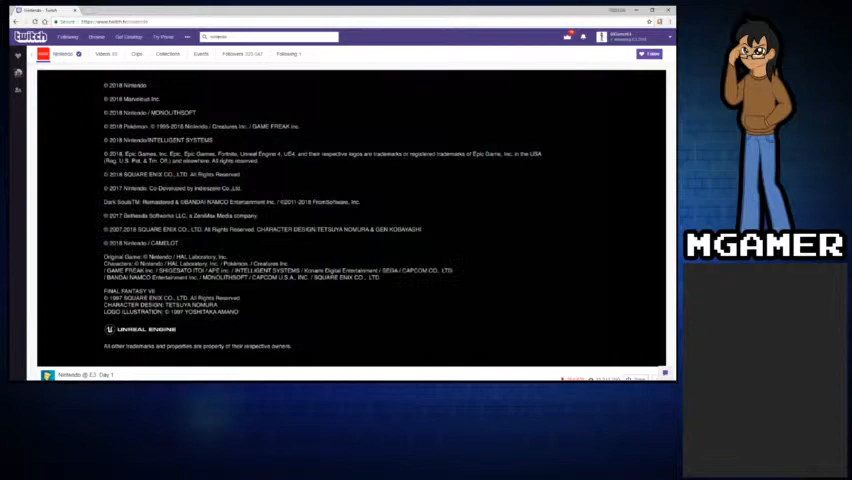 Nintendo - Twitch
Secure https://www.twitch.tv/nintendo
twitch Following Browse Get Desktop Try Prime nintendo
Nintendo Videos Clips Collections Events Followers Following 1 Follow
© 2018 Nintendo
© 2018 Marvelous Inc.
© 2018 Nintendo / MONOLITHSOFT
© 2018 Pokémon. © 1995-2018 Nintendo / Creatures Inc. / GAME FREAK inc.
© 2018 Nintendo/INTELLIGENT SYSTEMS
© 2018, Epic Games, Inc. Epic, Epic Games, Fortnite, Unreal Engine 4, UE4, and their respective logos are trademarks or registered trademarks of Epic Game, Inc. in the USA
(Reg. U.S. Pat. & Tm. Off.) and elsewhere. All rights reserved.
© 2018 SQUARE ENIX CO., LTD. All Rights Reserved
© 2017 Nintendo Co-Developed by indieszero Co.,Ltd.
Dark SoulsTM: Remastered & ©BANDAI NAMCO Entertainment Inc. / ©2011-2018 FromSoftware, Inc.
© 2017 Bethesda Softworks LLC, a ZeniMax Media company.
© 2007,2018 SQUARE ENIX CO., LTD. All Rights Reserved. CHARACTER DESIGN:TETSUYA NOMURA & GEN KOBAYASHI
© 2018 Nintendo / CAMELOT
Original Game: © Nintendo / HAL Laboratory, Inc.
Characters: © Nintendo / HAL Laboratory, Inc. / Pokémon. / Creatures Inc.
/ GAME FREAK inc. / SHIGESATO ITOI / APE inc. / INTELLIGENT SYSTEMS / Konami Digital Entertainment / SEGA / CAPCOM CO., LTD.
/ BANDAI NAMCO Entertainment Inc. / MONOLITHSOFT / CAPCOM U.S.A., INC. / SQUARE ENIX CO., LTD.
FINAL FANTASY VII
© 1997 SQUARE ENIX CO., LTD. All Rights Reserved.
CHARACTER DESIGN: TETSUYA NOMURA
LOGO ILLUSTRATION: © 1997 YOSHITAKA AMANO
UNREAL ENGINE
All other trademarks and properties are property of their respective owners.
Nintendo @ E3: Day 1
MGAMER